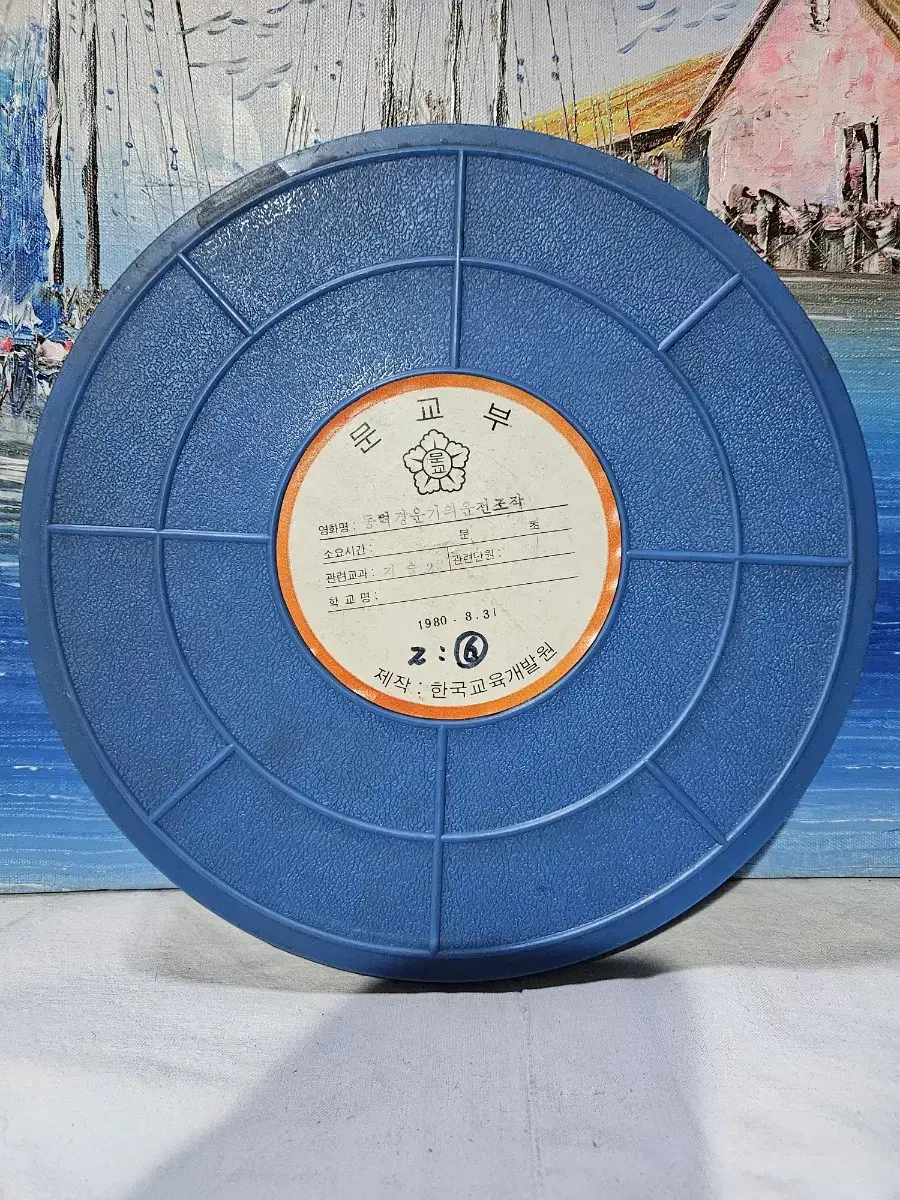 문교부
문교
영화명 : 동력경운기의운전조작
소요시간 : 분 초
관련교과 : 기술2 관련단원 :
학교명 :
1980 . 8.31
2 : ⑥
제작 : 한국교육개발원